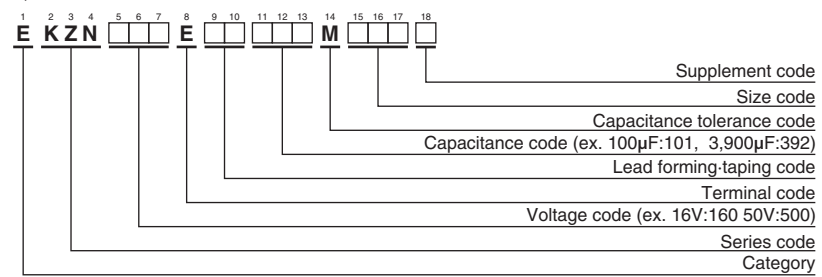 1 2 3 4 5 6 7 8 9 10 11 12 13 14 15 16 17 18
E KZN E M
Supplement code
Size code
Capacitance tolerance code
Capacitance code (ex. 100µF:101, 3,900µF:392)
Lead forming·taping code
Terminal code
Voltage code (ex. 16V:160 50V:500)
Series code
Category